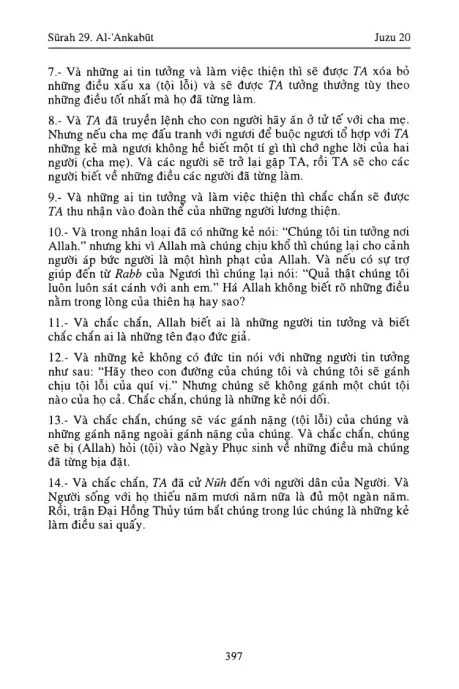 Sūrah 29. Al-'Ankabūt Juzu 20
7.- Và những ai tin tưởng và làm việc thiện thì sẽ được TA xóa bỏ
những điều xấu xa (tội lỗi) và sẽ được TA tưởng thưởng tùy theo
những điều tốt nhất mà họ đã từng làm.
8.- Và TA đã truyền lệnh cho con người hãy ăn ở tử tế với cha mẹ.
Nhưng nếu cha mẹ đấu tranh với ngươi để buộc ngươi tổ hợp với TA
những kẻ mà ngươi không hề biết một tí gì thì chớ nghe lời của hai
người (cha mẹ). Và các người sẽ trở lại gặp TA, rồi TA sẽ cho các
người biết về những điều các người đã từng làm.
9.- Và những ai tin tưởng và làm việc thiện thì chắc chắn sẽ được
TA thu nhận vào đoàn thể của những người lương thiện.
10.- Và trong nhân loại đã có những kẻ nói: “Chúng tôi tin tưởng nơi
Allah.” nhưng khi vì Allah mà chúng chịu khổ thì chúng lại cho cảnh
người áp bức người là một hình phạt của Allah. Và nếu có sự trợ
giúp đến từ Rabb của Ngươi thì chúng lại nói: “Quả thật chúng tôi
luôn luôn sát cánh với anh em.” Há Allah không biết rõ những điều
nằm trong lòng của thiên hạ hay sao?
11.- Và chắc chắn, Allah biết ai là những người tin tưởng và biết
chắc chắn ai là những tên đạo đức giả.
12.- Và những kẻ không có đức tin nói với những người tin tưởng
như sau: “Hãy theo con đường của chúng tôi và chúng tôi sẽ gánh
chịu tội lỗi của quí vị.” Nhưng chúng sẽ không gánh một chút tội
nào của họ cả. Chắc chắn, chúng là những kẻ nói dối.
13.- Và chắc chắn, chúng sẽ vác gánh nặng (tội lỗi) của chúng và
những gánh nặng ngoài gánh nặng của chúng. Và chắc chắn, chúng
sẽ bị (Allah) hỏi (tội) vào Ngày Phục sinh về những điều mà chúng
đã từng bịa đặt.
14.- Và chắc chắn, TA đã cử Nūh đến với người dân của Người. Và
Người sống với họ thiếu năm mươi năm nữa là đủ một ngàn năm.
Rồi, trận Đại Hồng Thủy túm bắt chúng trong lúc chúng là những kẻ
làm điều sai quấy.
397